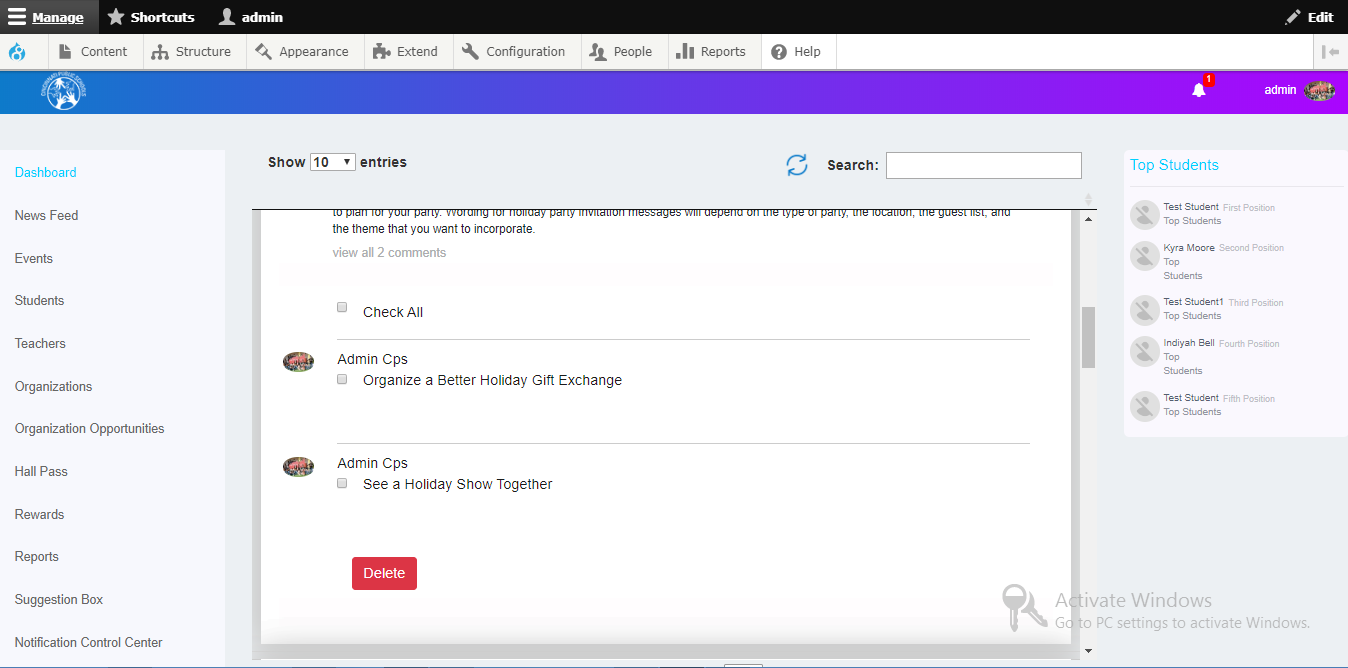 Manage
Shortcuts
admin
Edit
Content
Structure
Appearance
Extend
Configuration
People
Reports
Help
1
admin
Dashboard
News Feed
Events
Students
Teachers
Organizations
Organization Opportunities
Hall Pass
Rewards
Reports
Suggestion Box
Notification Control Center
Show 10 entries
Search:
to plan for your party. Wording for holiday party invitation messages will depend on the type of party, the location, the guest list, and
the theme that you want to incorporate.
view all 2 comments
Check All
Admin Cps
Organize a Better Holiday Gift Exchange
Admin Cps
See a Holiday Show Together
Delete
Top Students
Test Student First Position
Top Students
Kyra Moore Second Position
Top
Students
Test Student1 Third Position
Top Students
Indiyah Bell Fourth Position
Top
Students
Test Student Fifth Position
Top Students
Activate Windows
Go to PC settings to activate Windows.